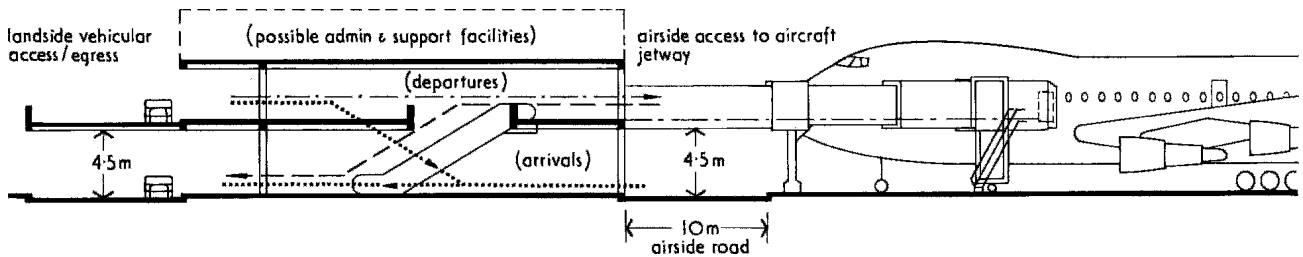 landside vehicular
access/egress
(possible admin & support facilities)
airside access to aircraft
jetway
(departures)
4·5m
(arrivals)
4·5m
10m
airside road